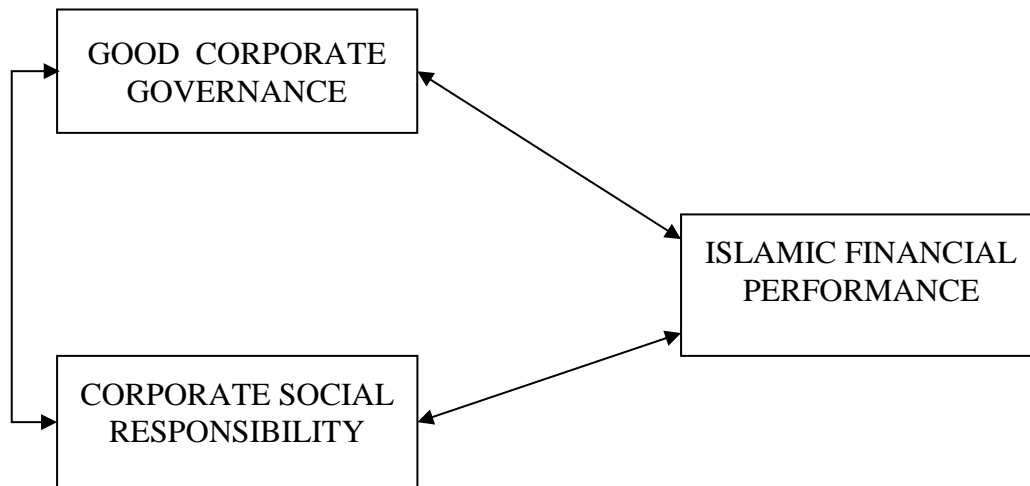 GOOD CORPORATE
GOVERNANCE
ISLAMIC FINANCIAL
PERFORMANCE
CORPORATE SOCIAL
RESPONSIBILITY